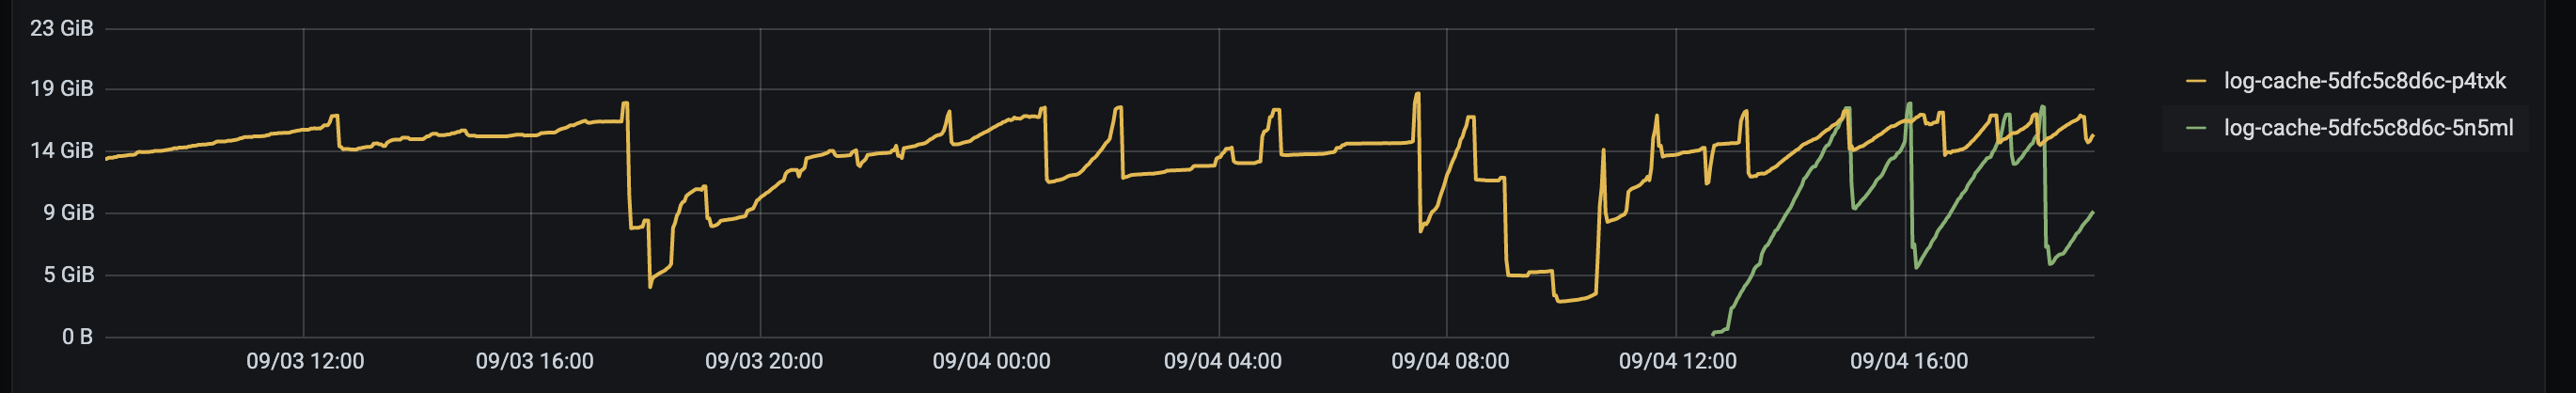 23 GiB
19 GiB
14 GiB
9 GiB
5 GiB
0 B
09/03 12:00 09/03 16:00 09/03 20:00 09/04 00:00 09/04 04:00 09/04 08:00 09/04 12:00 09/04 16:00
log-cache-5dfc5c8d6c-p4txk
log-cache-5dfc5c8d6c-5n5ml